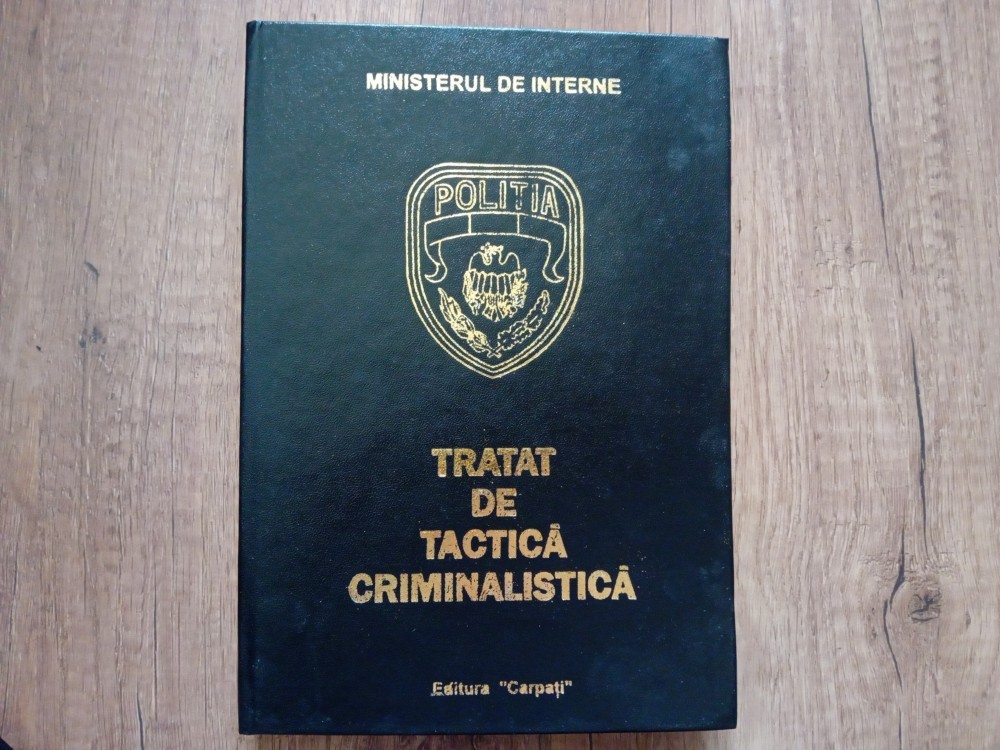 MINISTERUL DE INTERNE
POLIȚIA
TRATAT
DE
TACTICĂ
CRIMINALISTICĂ
Editura "Carpați"